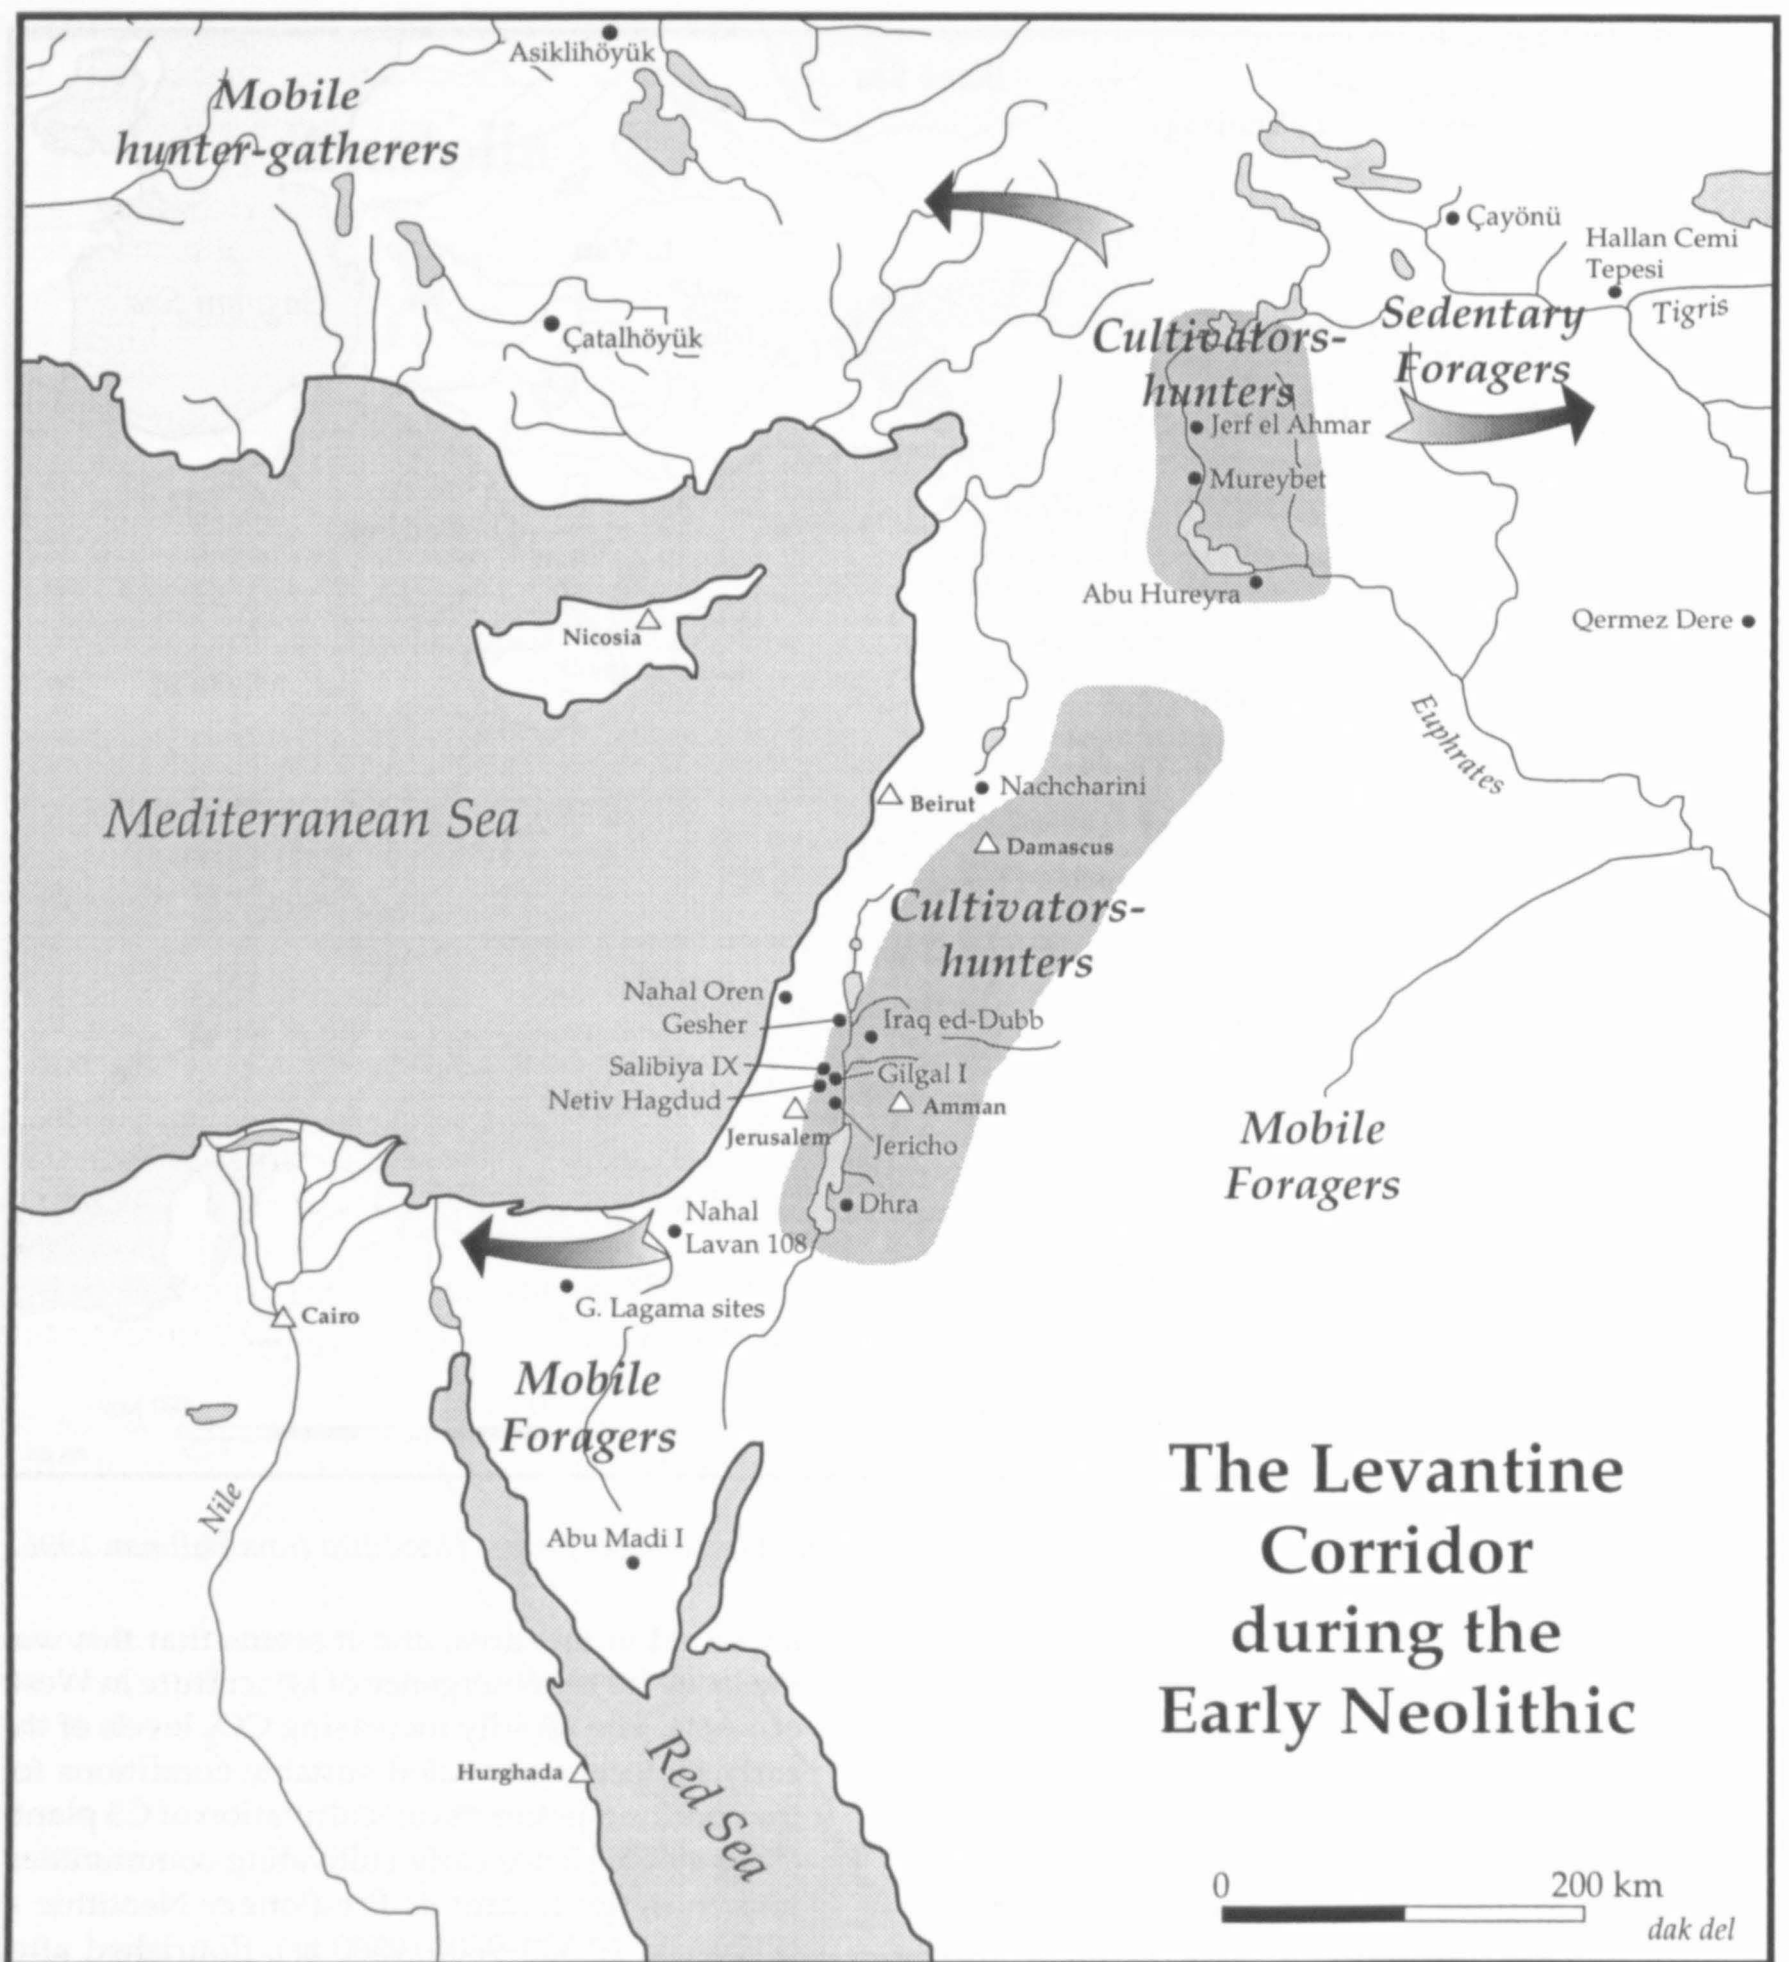 Asiklihöyük
Mobile
hunter-gatherers
Çayönü
Hallan Cemi
Tepesi
Tigris
Sedentary
Foragers
Cultivators-
hunters
Çatalhöyük
Jerf el Ahmar
Mureybet
Abu Hureyra
Qermez Dere
Nicosia
Euphrates
Mediterranean Sea
Beirut
Nachcharini
Damascus
Cultivators-
hunters
Nahal Oren
Gesher
Iraq ed-Dubb
Salibiya IX
Gilgal I
Netiv Hagdud
Amman
Jerusalem
Jericho
Mobile
Foragers
Dhra
Nahal
Lavan 108
G. Lagama sites
Cairo
Mobile
Foragers
Nile
Abu Madi I
The Levantine
Corridor
during the
Early Neolithic
Hurghada
Red Sea
0 200 km
dak del